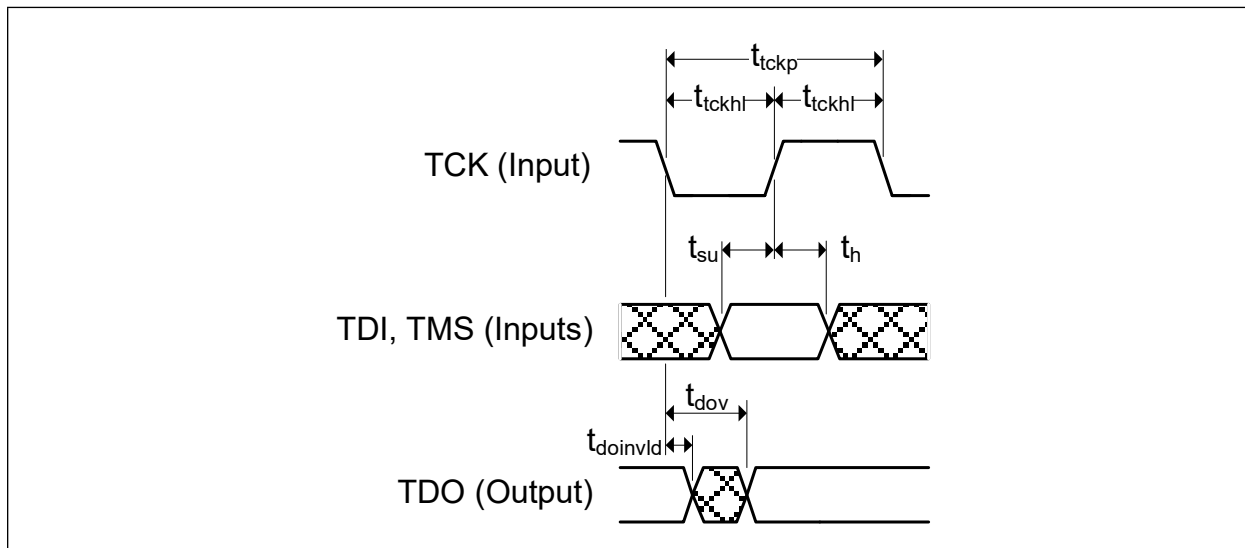 t_tckp
t_tckhl t_tckhl
TCK (Input)
t_su t_h
TDI, TMS (Inputs)
t_dov
t_doinvld
TDO (Output)